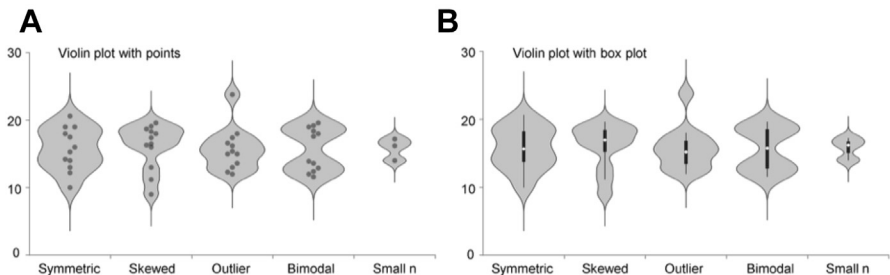 A
B
Violin plot with points
30
20
10
0
Symmetric Skewed Outlier Bimodal Small n
Violin plot with box plot
30
20
10
0
Symmetric Skewed Outlier Bimodal Small n